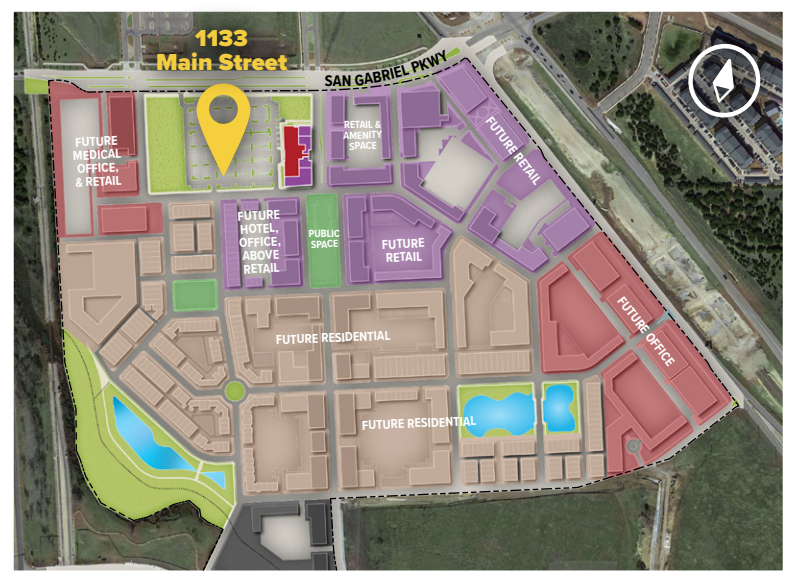 1133
Main Street
SAN GABRIEL PKWY
FUTURE
MEDICAL
OFFICE,
& RETAIL
RETAIL &
AMENITY
SPACE
FUTURE RETAIL
FUTURE
HOTEL,
OFFICE,
ABOVE
RETAIL
PUBLIC
SPACE
FUTURE
RETAIL
FUTURE RESIDENTIAL
FUTURE OFFICE
FUTURE RESIDENTIAL